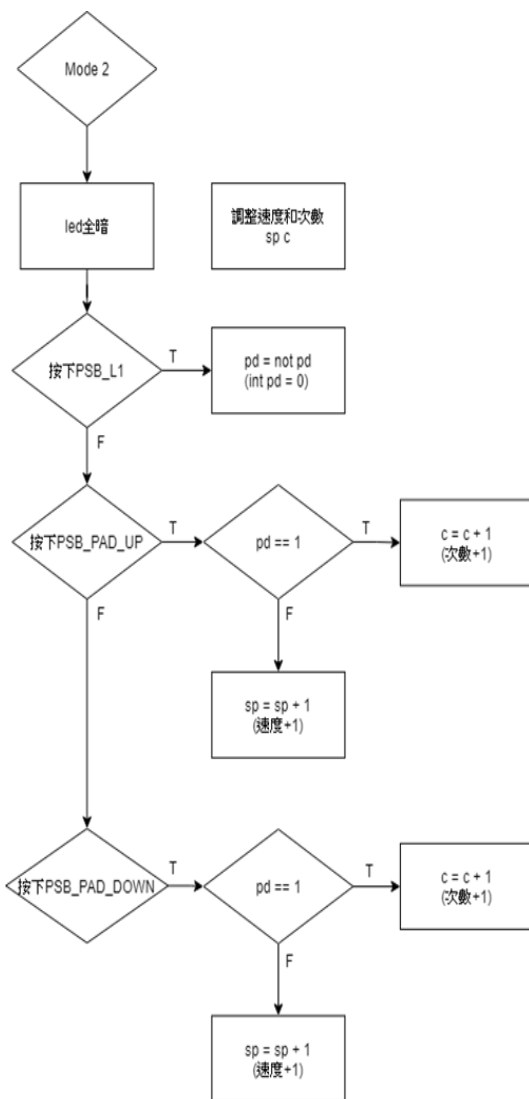 Mode 2
led全暗
調整速度和次數
sp c
按下PSB_L1
T
pd = not pd
(int pd = 0)
F
按下PSB_PAD_UP
T
pd == 1
T
c = c + 1
(次數+1)
F
F
sp = sp + 1
(速度+1)
按下PSB_PAD_DOWN
T
pd == 1
T
c = c + 1
(次數+1)
F
sp = sp + 1
(速度+1)